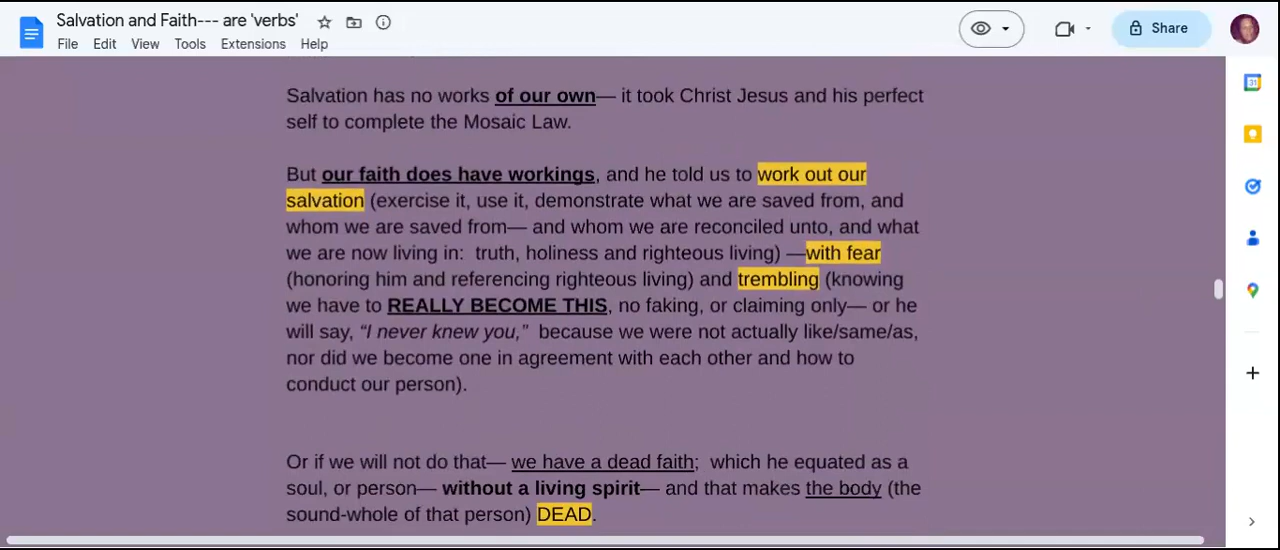 Salvation and Faith--- are 'verbs'
File Edit View Tools Extensions Help
Share
31
Salvation has no works of our own— it took Christ Jesus and his perfect
self to complete the Mosaic Law.
But our faith does have workings, and he told us to work out our
salvation (exercise it, use it, demonstrate what we are saved from, and
whom we are saved from— and whom we are reconciled unto, and what
we are now living in:  truth, holiness and righteous living) —with fear
(honoring him and referencing righteous living) and trembling (knowing
we have to REALLY BECOME THIS, no faking, or claiming only— or he
will say, “I never knew you,”  because we were not actually like/same/as,
nor did we become one in agreement with each other and how to
conduct our person).
Or if we will not do that— we have a dead faith;  which he equated as a
soul, or person— without a living spirit— and that makes the body (the
sound-whole of that person) DEAD.